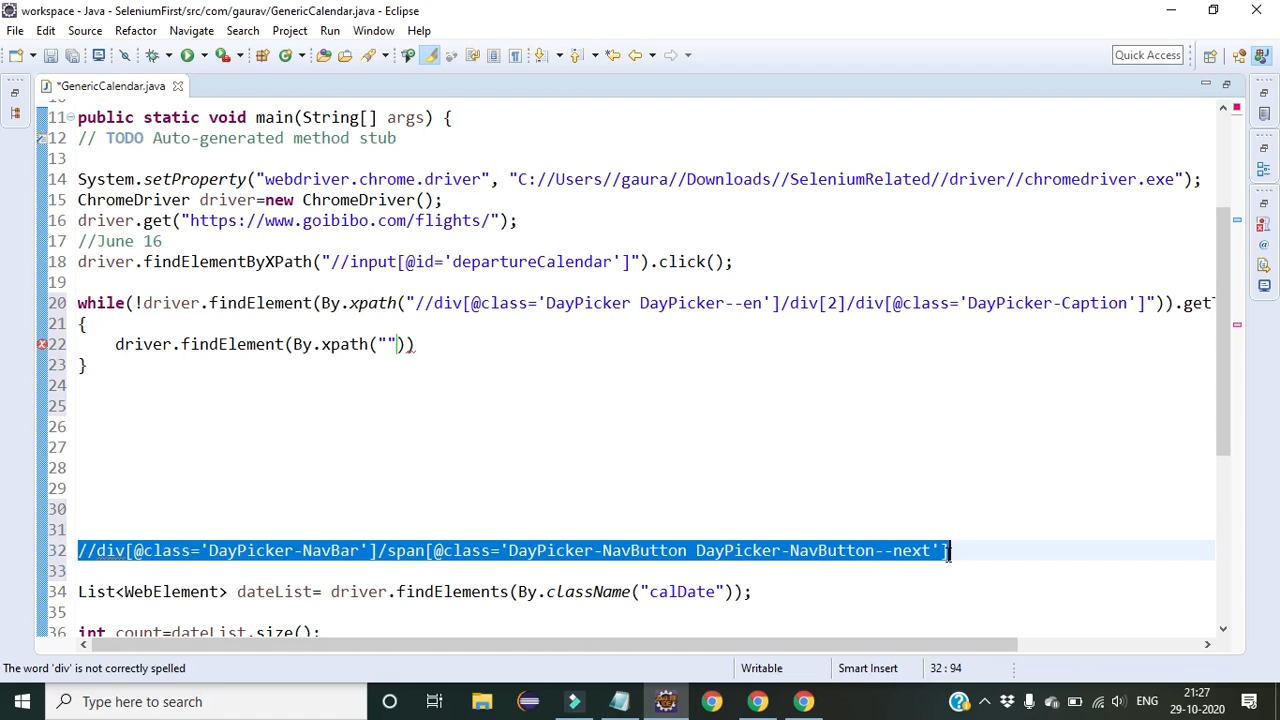 workspace - Java - SeleniumFirst/src/com/gaurav/GenericCalendar.java - Eclipse
File Edit Source Refactor Navigate Search Project Run Window Help
Quick Access
*GenericCalendar.java
11 public static void main(String[] args) {
12 // TODO Auto-generated method stub
13
14 System.setProperty("webdriver.chrome.driver", "C://Users//gaura//Downloads//SeleniumRelated//driver//chromedriver.exe");
15 ChromeDriver driver=new ChromeDriver();
16 driver.get("https://www.goibibo.com/flights/");
17 //June 16
18 driver.findElementByXPath("//input[@id='departureCalendar']").click();
19
20 while(!driver.findElement(By.xpath("//div[@class='DayPicker DayPicker--en']/div[2]/div[@class='DayPicker-Caption']")).get
21 {
22 driver.findElement(By.xpath(""))
23 }
24
25
26
27
28
29
30
31
32 //div[@class='DayPicker-NavBar']/span[@class='DayPicker-NavButton DayPicker-NavButton--next']
33
34 List<WebElement> dateList= driver.findElements(By.className("calDate"));
35
36 int count=dateList.size();
The word 'div' is not correctly spelled
Writable
Smart Insert
32 : 94
Type here to search
ENG
21:27
29-10-2020